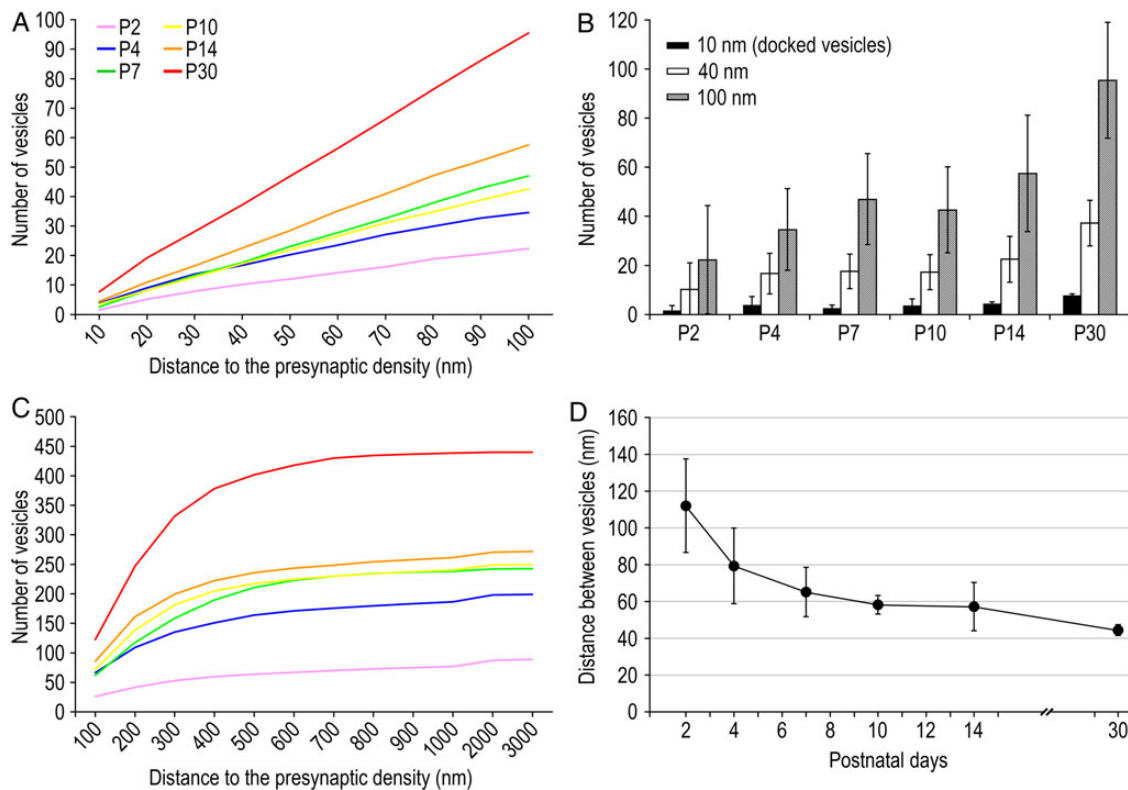 A
100
90
80
70
60
50
40
30
20
10
0
Number of vesicles
P2 P10
P4 P14
P7 P30
10 20 30 40 50 60 70 80 90 100
Distance to the presynaptic density (nm)
B
120
100
80
60
40
20
0
Number of vesicles
10 nm (docked vesicles)
40 nm
100 nm
P2 P4 P7 P10 P14 P30
C
500
450
400
350
300
250
200
150
100
50
0
Number of vesicles
100 200 300 400 500 600 700 800 900 1000 2000 3000
Distance to the presynaptic density (nm)
D
160
140
120
100
80
60
40
20
0
Distance between vesicles (nm)
2 4 6 8 10 12 14 30
Postnatal days